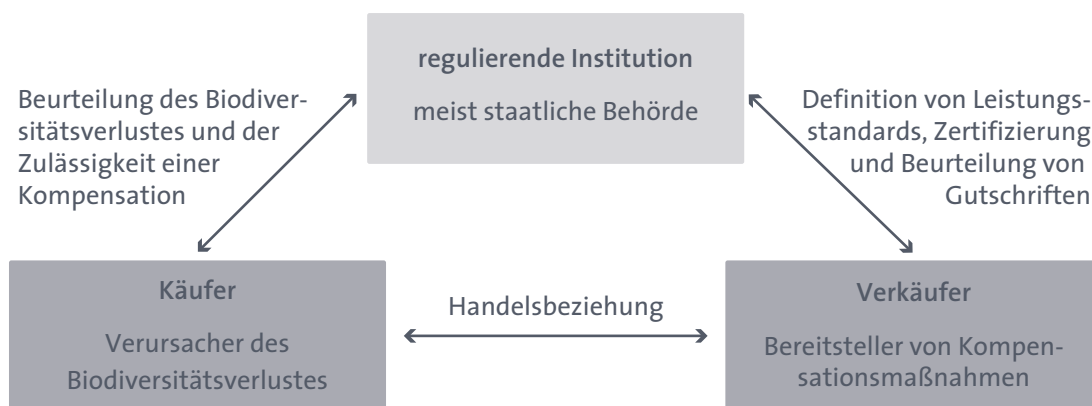 regulierende Institution
meist staatliche Behörde
Beurteilung des Biodiver-
sitätsverlustes und der
Zulässigkeit einer
Kompensation
Definition von Leistungs-
standards, Zertifizierung
und Beurteilung von
Gutschriften
Käufer
Verursacher des
Biodiversitätsverlustes
Handelsbeziehung
Verkäufer
Bereitsteller von Kompen-
sationsmaßnahmen